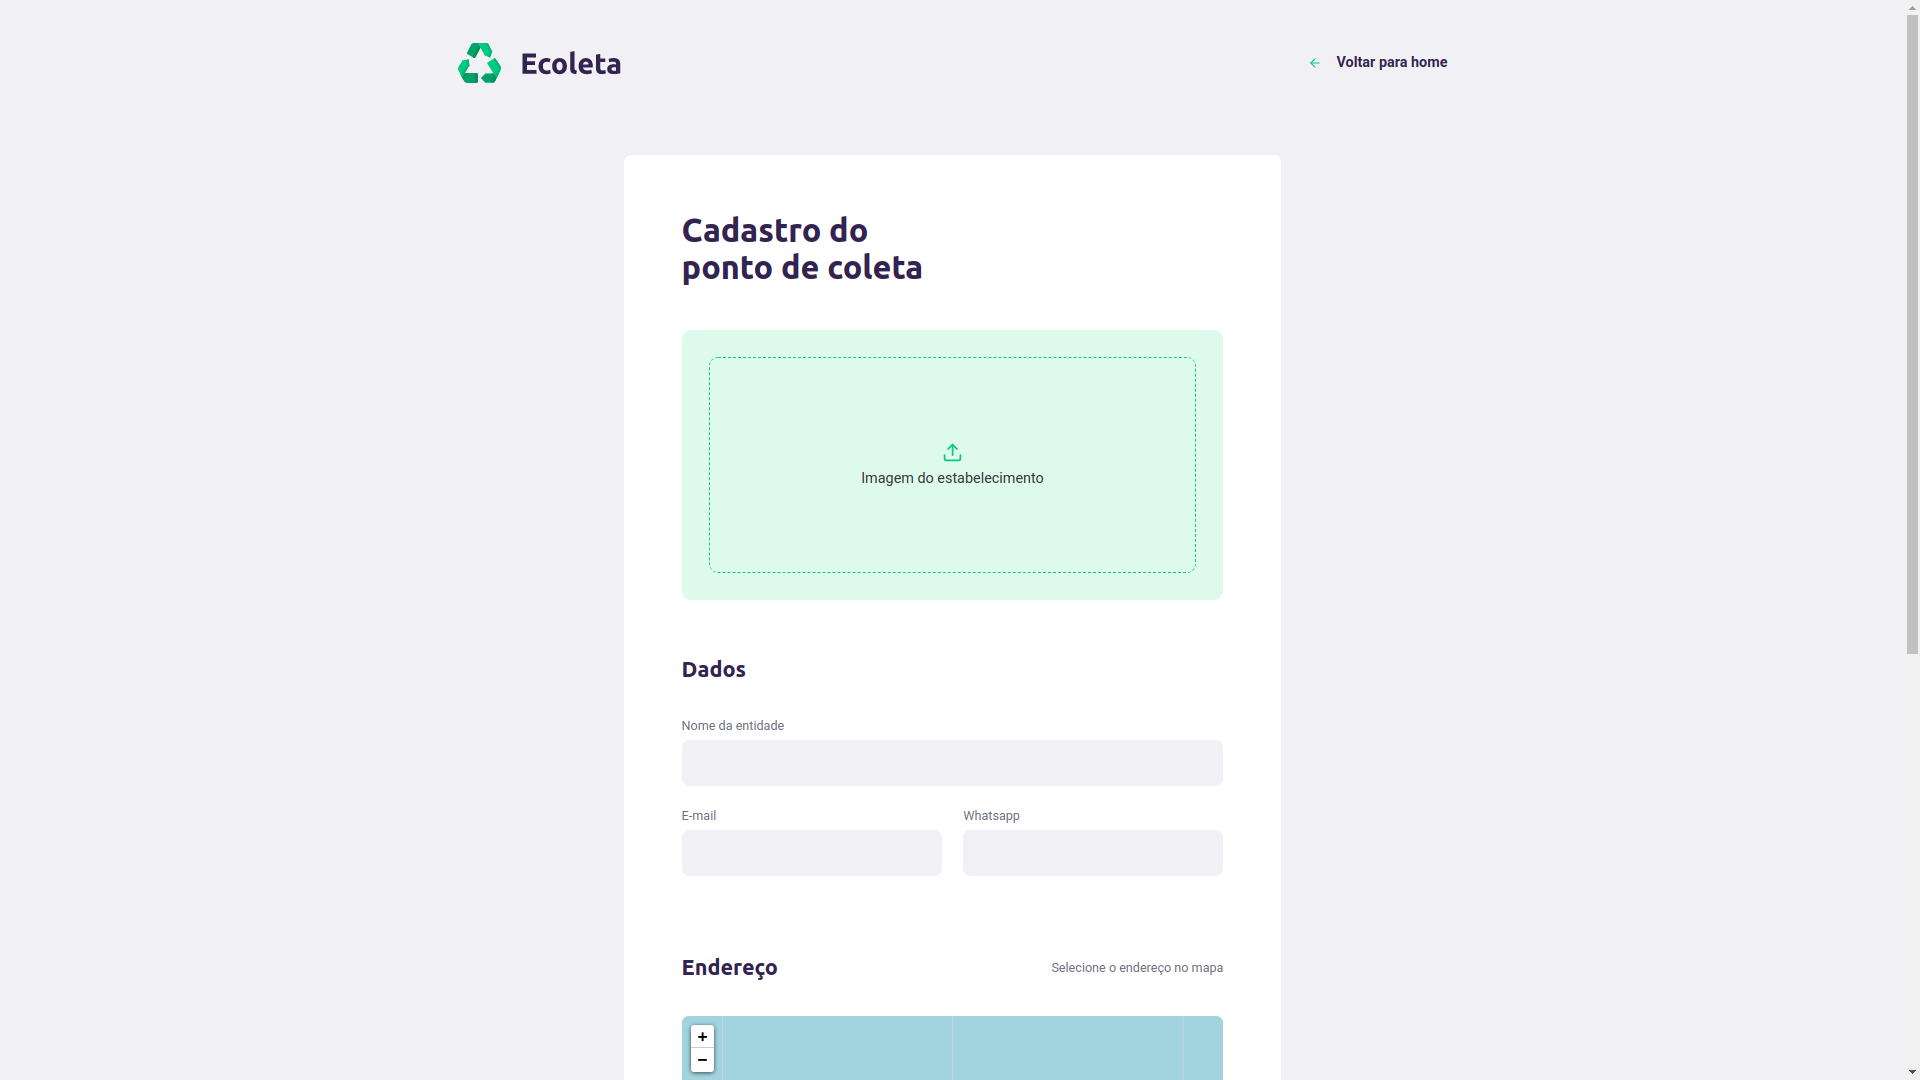 Ecoleta
Voltar para home
Cadastro do
ponto de coleta
Imagem do estabelecimento
Dados
Nome da entidade
E-mail
Whatsapp
Endereço
Selecione o endereço no mapa
+
−